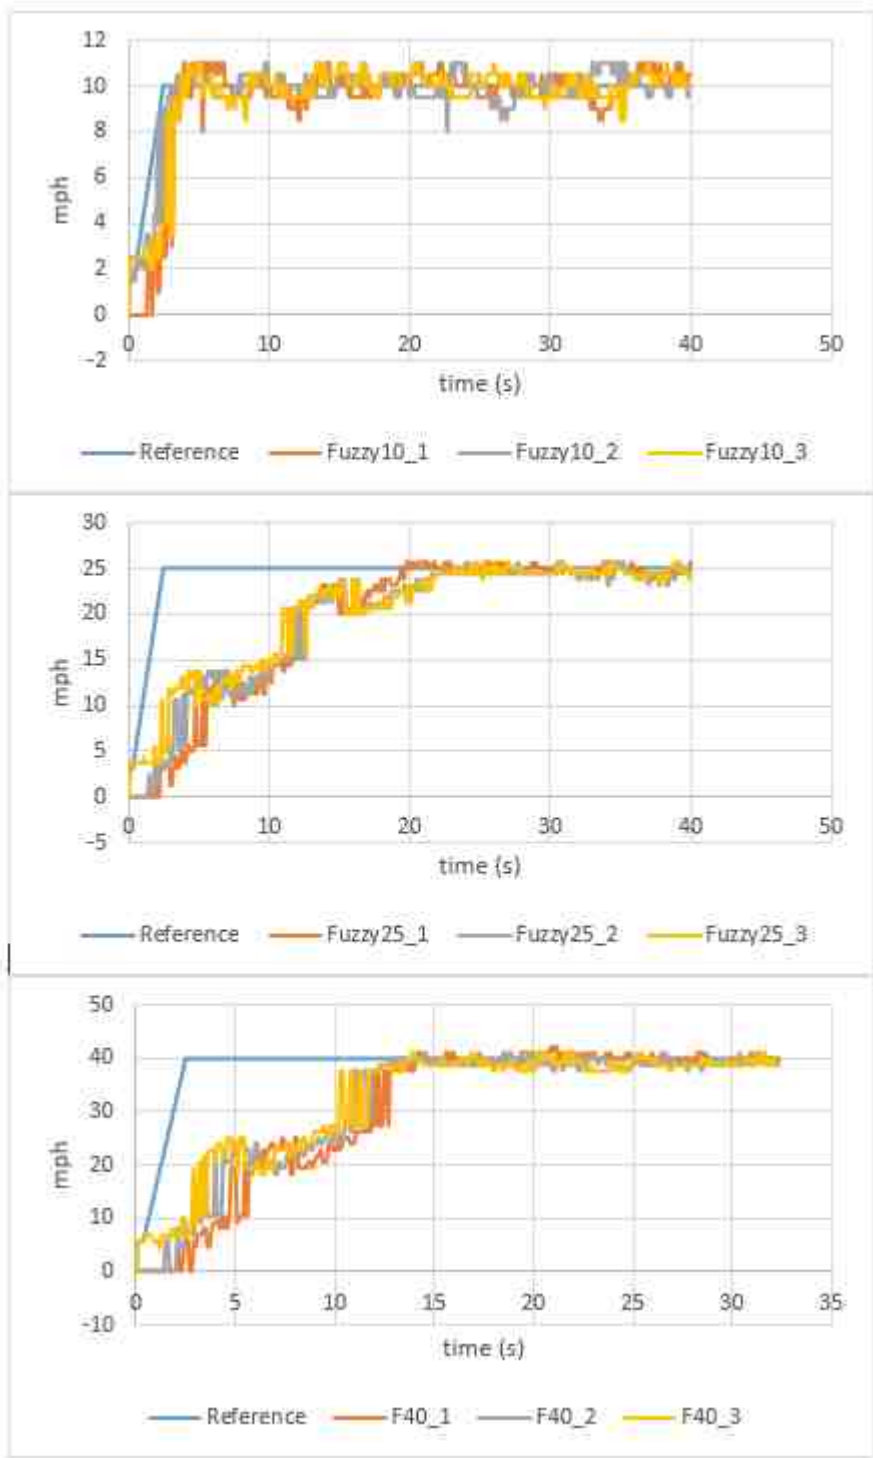 12
10
8
6
4
2
0
-2
mph
0 10 20 30 40 50
time (s)
Reference Fuzzy10_1 Fuzzy10_2 Fuzzy10_3
30
25
20
15
10
5
0
-5
mph
0 10 20 30 40 50
time (s)
Reference Fuzzy25_1 Fuzzy25_2 Fuzzy25_3
50
40
30
20
10
0
-10
mph
0 5 10 15 20 25 30 35
time (s)
Reference F40_1 F40_2 F40_3